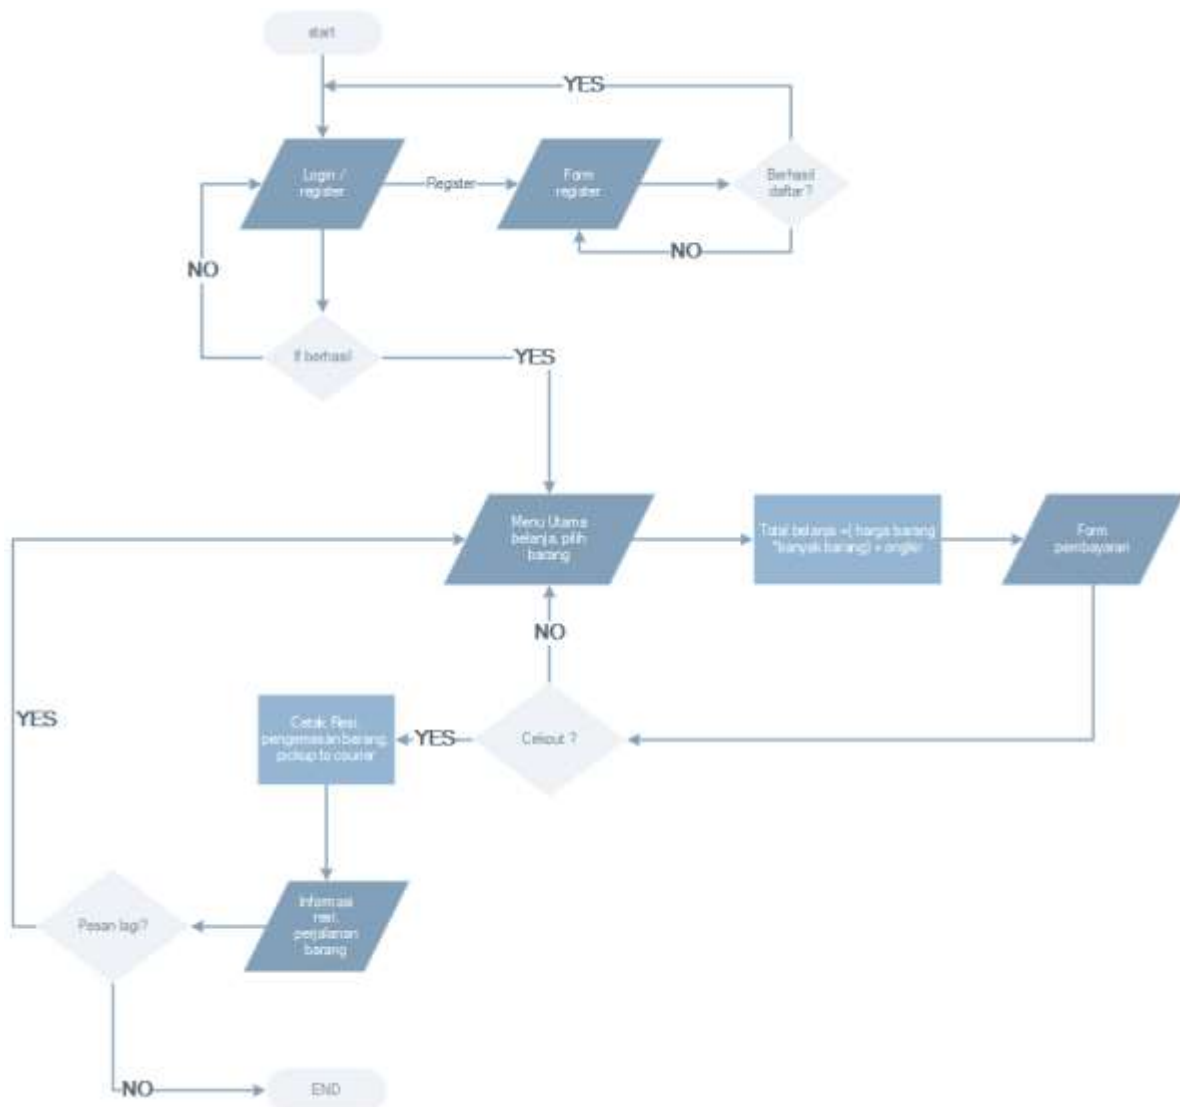 start
YES
Login /
register
Register
Form
register
Berhasil
daftar ?
NO
NO
If berhasil
YES
Menu Utama
belanja, pilih
barang
Total belanja =( harga barang
*banyak barang) + ongkir
Form
pembayaran
NO
YES
Cetak Resi,
pengemasan barang,
pickup to courier
YES
Cekout ?
Pesan lagi?
Informasi
resi,
perjalanan
barang
NO
END